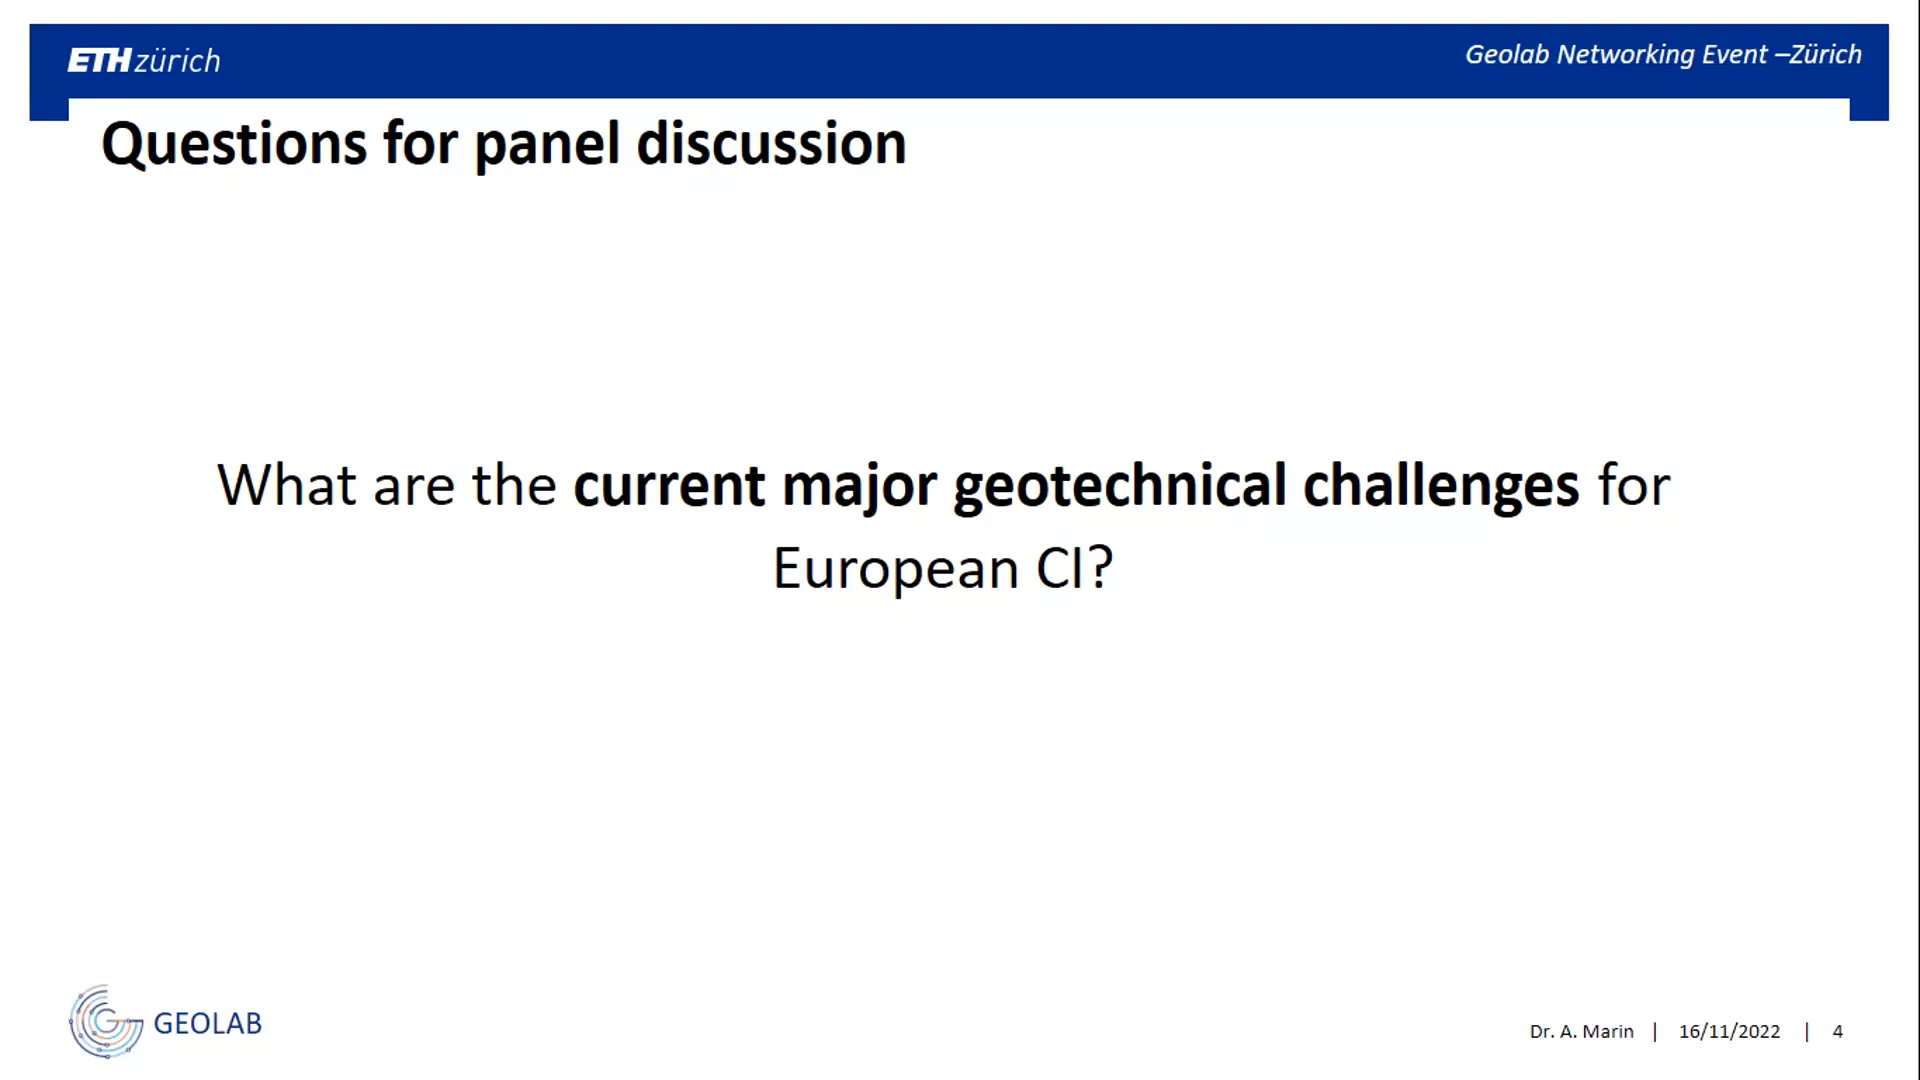 ETH zürich
Geolab Networking Event –Zürich
Questions for panel discussion
What are the current major geotechnical challenges for
European CI?
GEOLAB
Dr. A. Marin | 16/11/2022 | 4